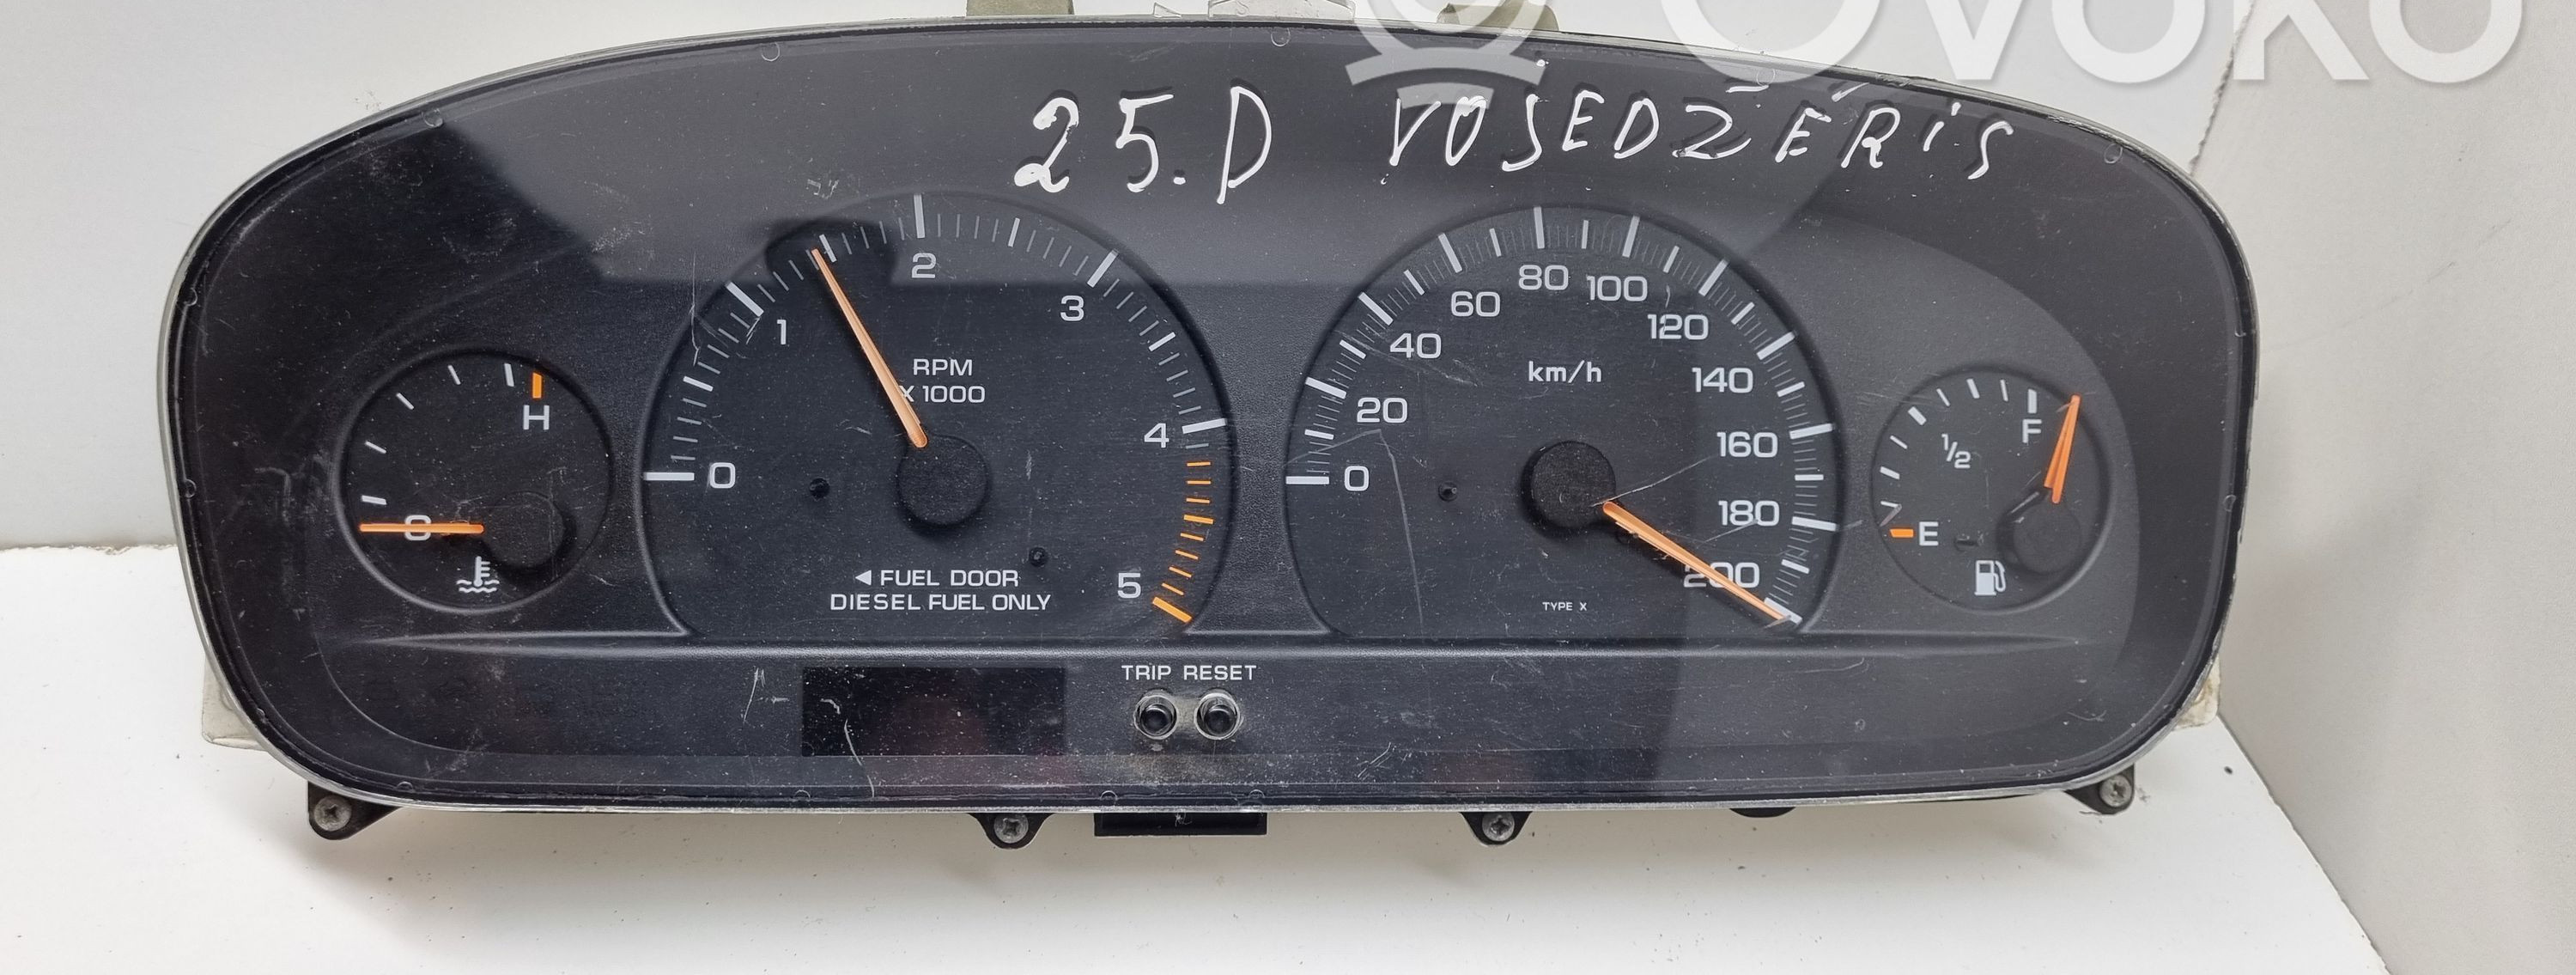 OVOKO
25.D VOJEDŽĒRIS
2
1
3
0
4
5
RPM
X 1000
◄ FUEL DOOR
DIESEL FUEL ONLY
H
C
0
20
40
60
80
100
120
140
160
180
200
km/h
TYPE X
F
1/2
E
TRIP RESET